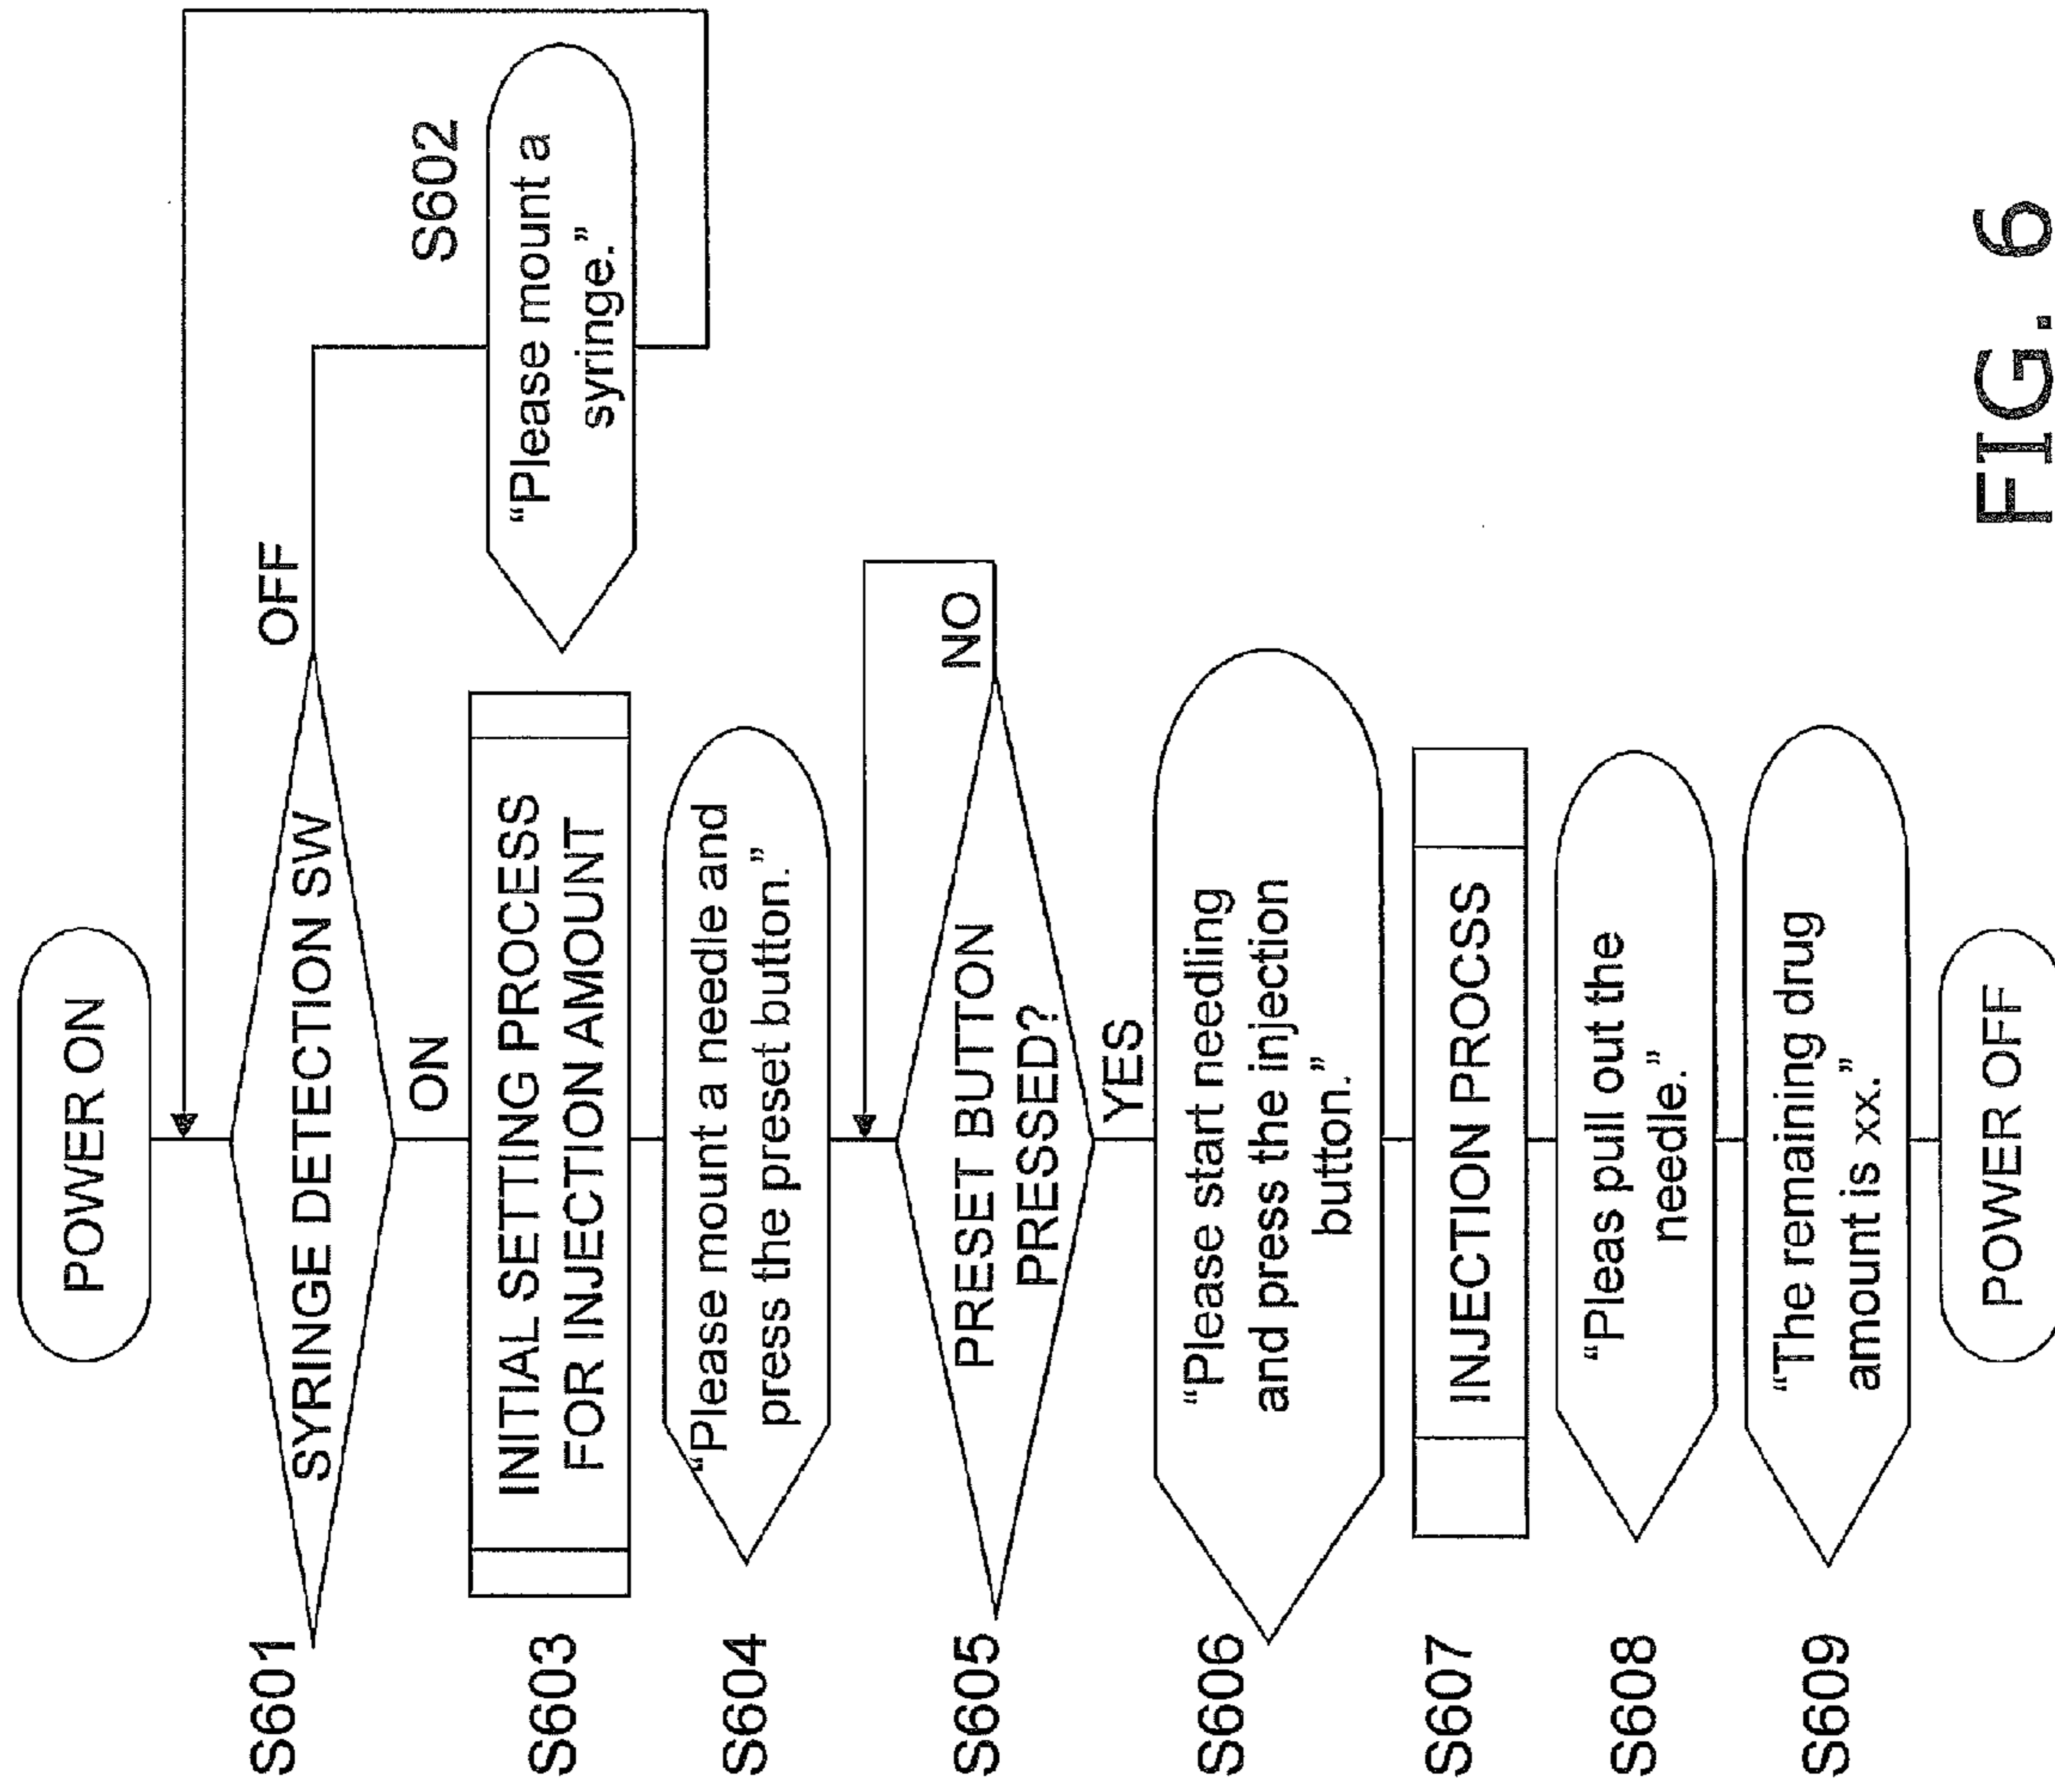 POWER ON
S601
SYRINGE DETECTION SW
OFF
ON
S602
“Please mount a
syringe.”
S603
INITIAL SETTING PROCESS
FOR INJECTION AMOUNT
S604
“Please mount a needle and
press the preset button.”
S605
PRESET BUTTON
PRESSED?
NO
YES
S606
“Please start needling
and press the injection
button.”
S607
INJECTION PROCSS
S608
“Pleas pull out the
needle.”
S609
“The remaining drug
amount is xx.”
POWER OFF
FIG. 6